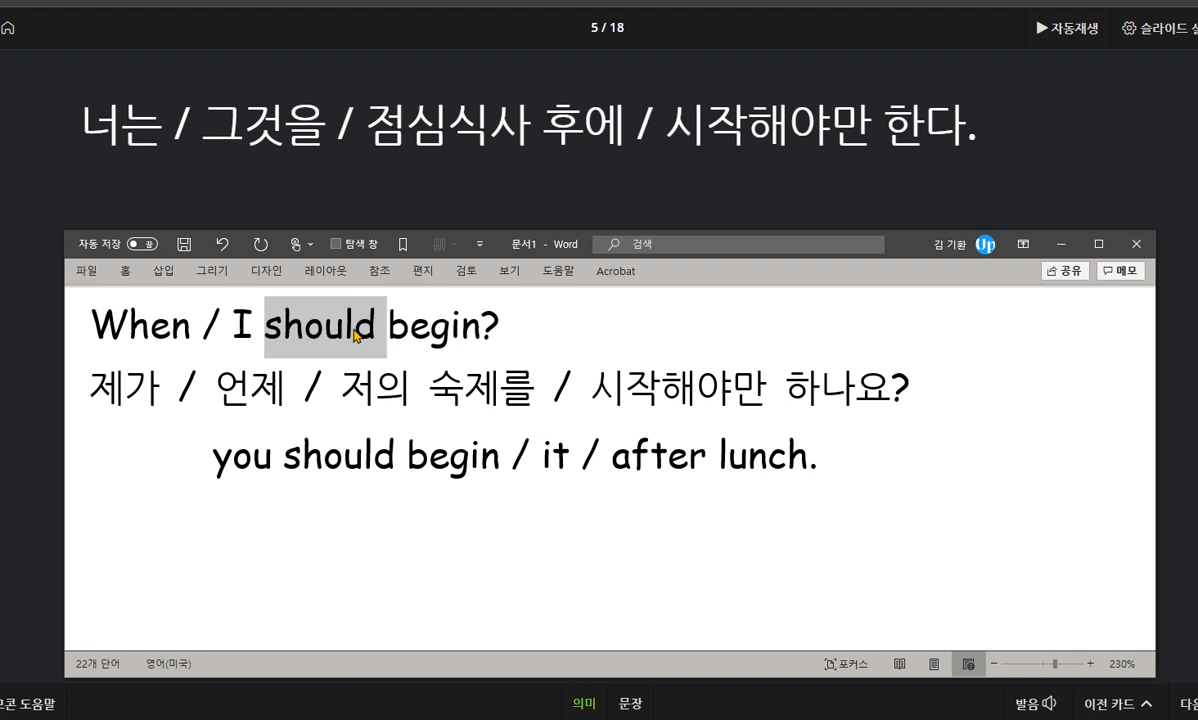 5 / 18
▶ 자동재생
슬라이드
너는 / 그것을 / 점심식사 후에 / 시작해야만 한다.
자동 저장 끔 탐색 창 문서1 - Word 검색 김 기환 Up
파일 홈 삽입 그리기 디자인 레이아웃 참조 편지 검토 보기 도움말 Acrobat 공유 메모
When / I should begin?
제가 / 언제 / 저의 숙제를 / 시작해야만 하나요?
you should begin / it / after lunch.
22개 단어 영어(미국) 포커스 230%
도움말 의미 문장 발음 이전 카드